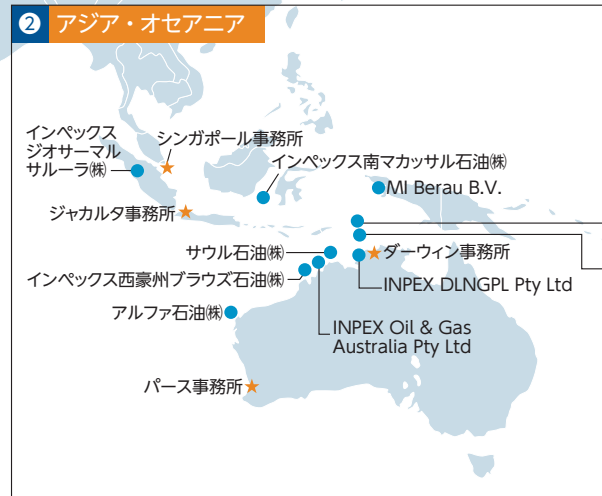 2 アジア・オセアニア
インペックス
ジオサーマル
サルーラ㈱
シンガポール事務所
インペックス南マカッサル石油㈱
MI Berau B.V.
ジャカルタ事務所
サウル石油㈱
ダーウィン事務所
インペックス西豪州ブラウズ石油㈱
INPEX DLNGPL Pty Ltd
アルファ石油㈱
INPEX Oil & Gas
Australia Pty Ltd
パース事務所